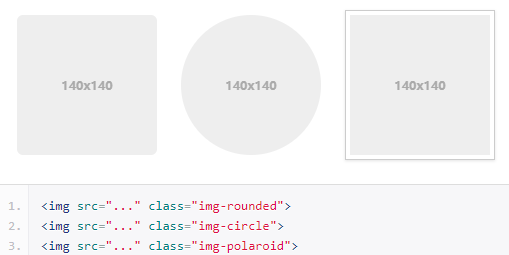 140x140 140x140 140x140
1. <img src="..." class="img-rounded">
2. <img src="..." class="img-circle">
3. <img src="..." class="img-polaroid">